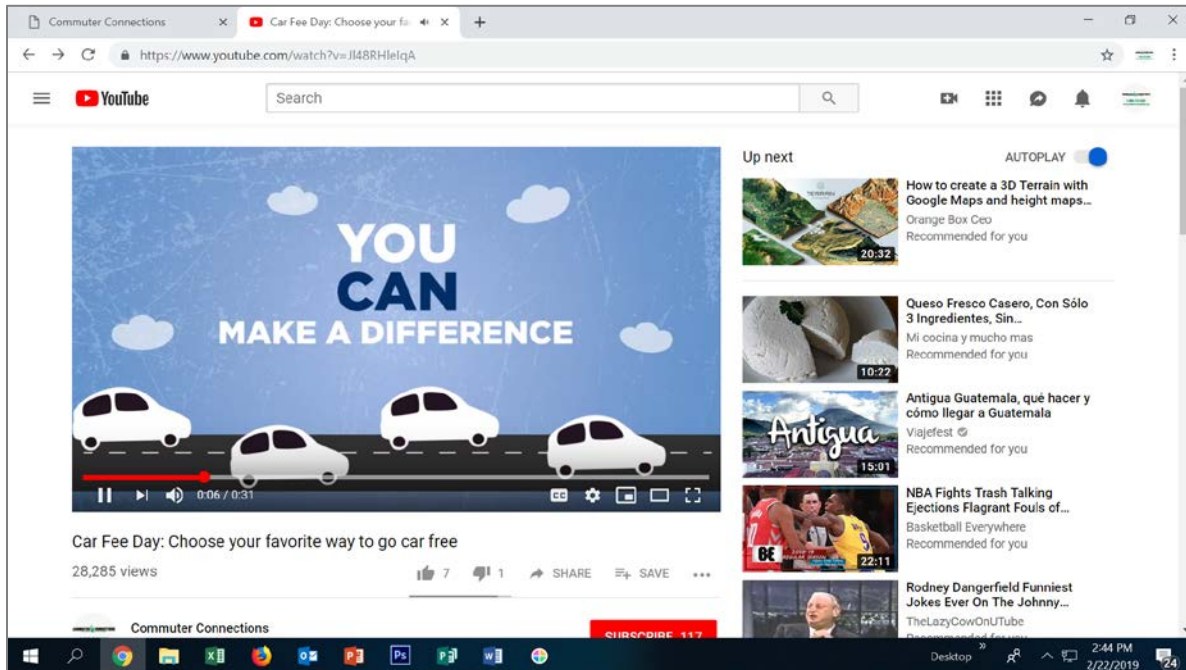 Commuter Connections
Car Fee Day: Choose your fa
https://www.youtube.com/watch?v=
YouTube
Search
YOU
CAN
MAKE A DIFFERENCE
0:06 / 0:31
CC
Car Fee Day: Choose your favorite way to go car free
28,285 views
7
1
SHARE
SAVE
Commuter Connections
SUBSCRIBE 117
Up next
AUTOPLAY
TERRAIN
20:32
How to create a 3D Terrain with
Google Maps and height maps...
Orange Box Ceo
Recommended for you
10:22
Queso Fresco Casero, Con Sólo
3 Ingredientes, Sin...
Mi cocina y mucho mas
Recommended for you
Antigua
15:01
Antigua Guatemala, qué hacer y
cómo llegar a Guatemala
Viajefest
Recommended for you
BE
22:11
NBA Fights Trash Talking
Ejections Flagrant Fouls of...
Basketball Everywhere
Recommended for you
Rodney Dangerfield Funniest
Jokes Ever On The Johnny...
TheLazyCowOnUTube
Recommended for you
Desktop
2:44 PM
2/22/2019
24